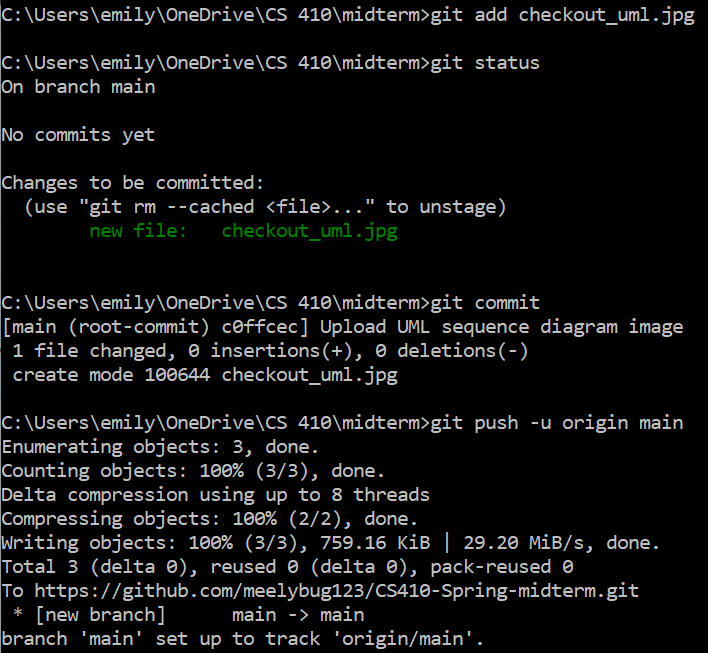 C:\Users\emily\OneDrive\CS 410\midterm>git add checkout_uml.jpg
C:\Users\emily\OneDrive\CS 410\midterm>git status
On branch main
No commits yet
Changes to be committed:
(use "git rm --cached <file>..." to unstage)
new file:   checkout_uml.jpg
C:\Users\emily\OneDrive\CS 410\midterm>git commit
[main (root-commit) c0ffcec] Upload UML sequence diagram image
1 file changed, 0 insertions(+), 0 deletions(-)
create mode 100644 checkout_uml.jpg
C:\Users\emily\OneDrive\CS 410\midterm>git push -u origin main
Enumerating objects: 3, done.
Counting objects: 100% (3/3), done.
Delta compression using up to 8 threads
Compressing objects: 100% (2/2), done.
Writing objects: 100% (3/3), 759.16 KiB | 29.20 MiB/s, done.
Total 3 (delta 0), reused 0 (delta 0), pack-reused 0
To https://github.com/meelybug123/CS410-Spring-midterm.git
* [new branch]      main -> main
branch 'main' set up to track 'origin/main'.